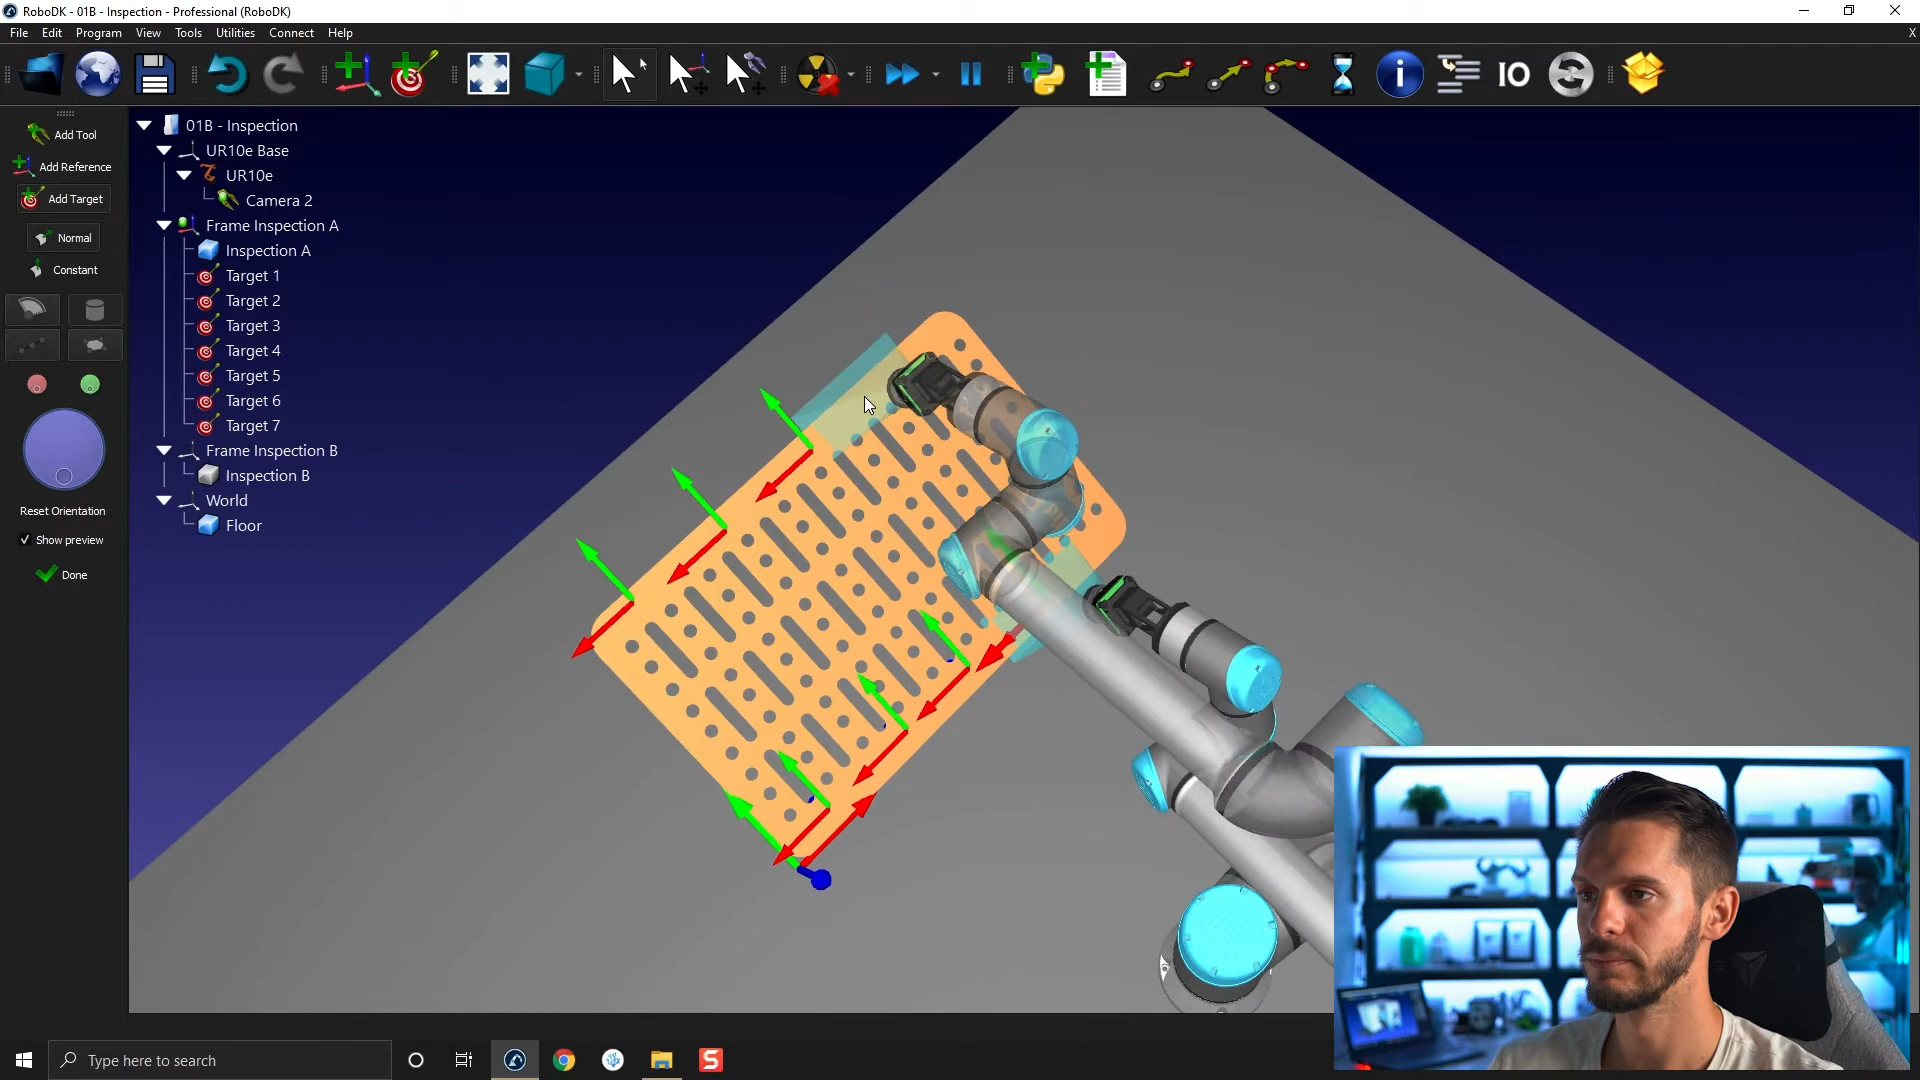 RoboDK - 01B - Inspection - Professional (RoboDK)
File Edit Program View Tools Utilities Connect Help
X
IO
Add Tool
Add Reference
Add Target
Normal
Constant
Reset Orientation
Show preview
Done
01B - Inspection
UR10e Base
UR10e
Camera 2
Frame Inspection A
Inspection A
Target 1
Target 2
Target 3
Target 4
Target 5
Target 6
Target 7
Frame Inspection B
Inspection B
World
Floor
Type here to search
S